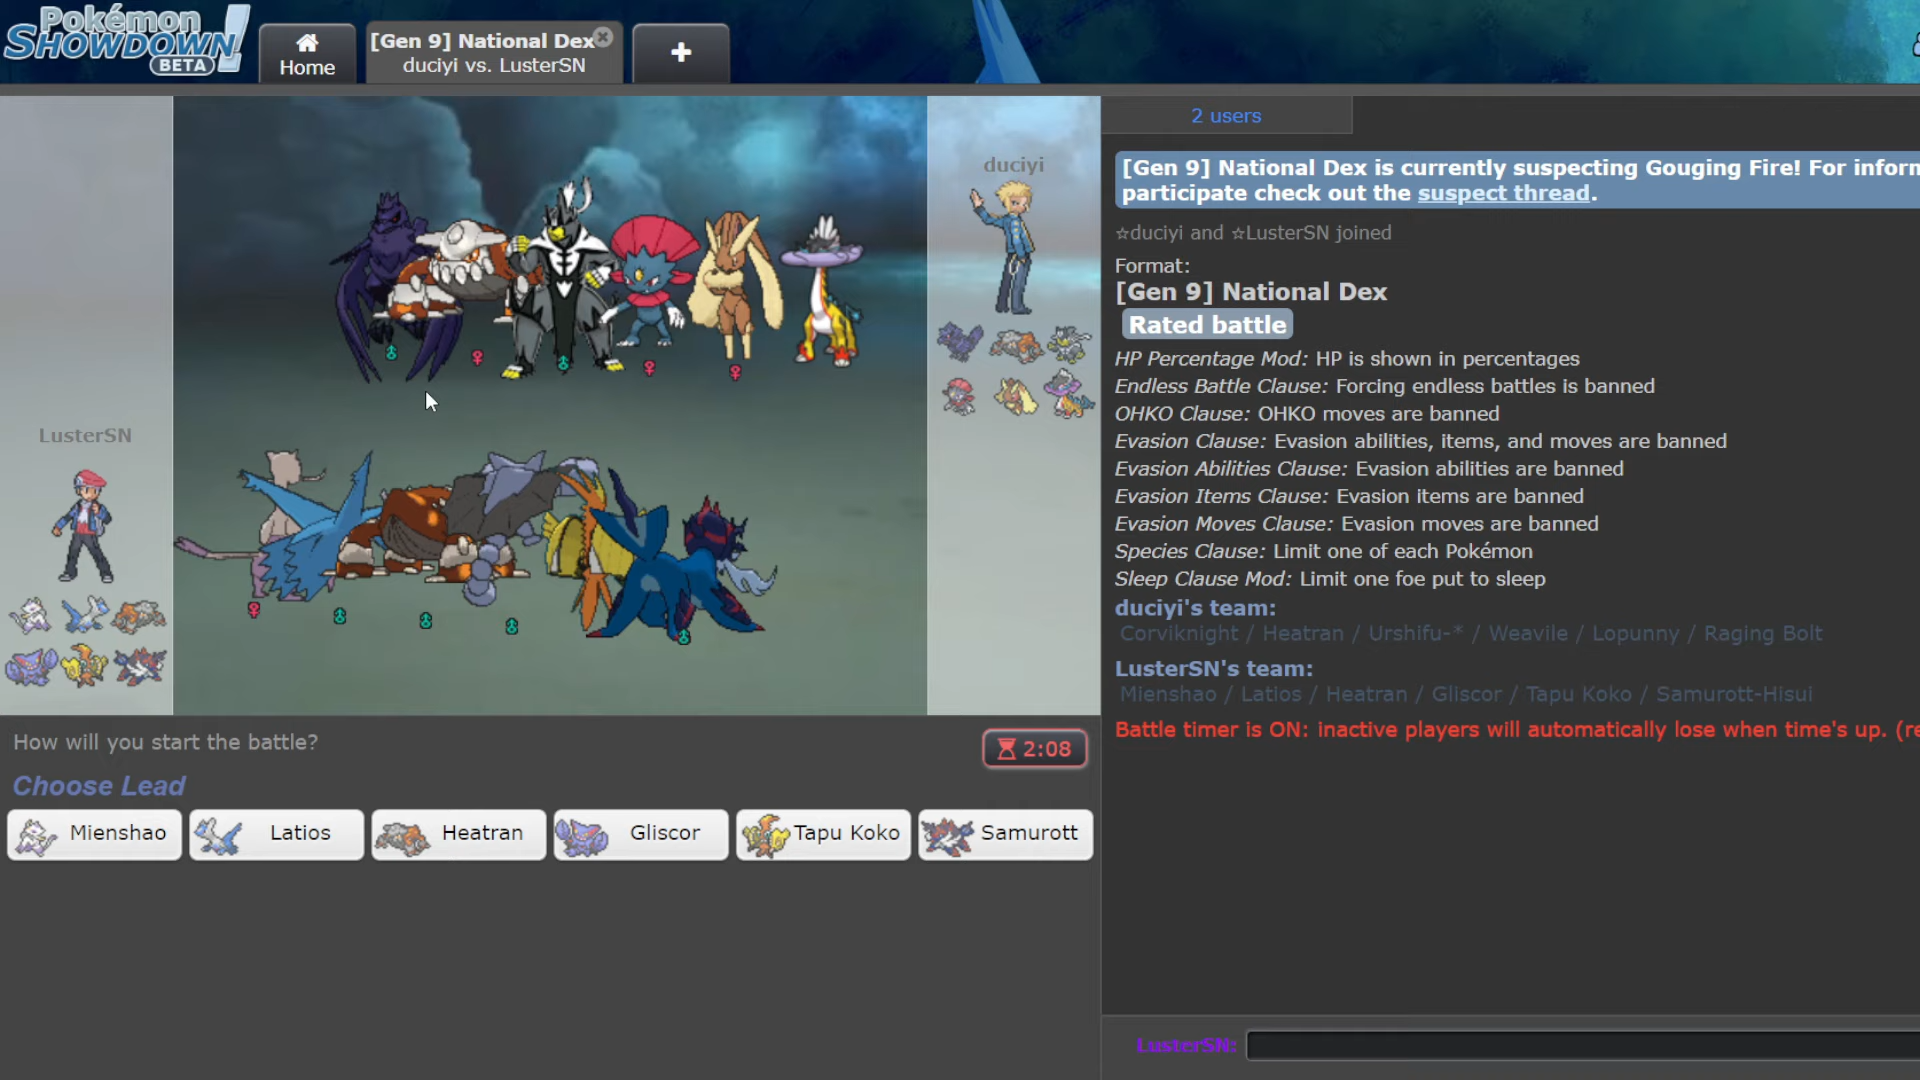 Pokémon
SHOWDOWN!
BETA
Home
[Gen 9] National Dex
duciyi vs. LusterSN
+
2 users
duciyi
LusterSN
[Gen 9] National Dex is currently suspecting Gouging Fire! For inform
participate check out the suspect thread.
☆duciyi and ☆LusterSN joined
Format:
[Gen 9] National Dex
Rated battle
HP Percentage Mod: HP is shown in percentages
Endless Battle Clause: Forcing endless battles is banned
OHKO Clause: OHKO moves are banned
Evasion Clause: Evasion abilities, items, and moves are banned
Evasion Abilities Clause: Evasion abilities are banned
Evasion Items Clause: Evasion items are banned
Evasion Moves Clause: Evasion moves are banned
Species Clause: Limit one of each Pokémon
Sleep Clause Mod: Limit one foe put to sleep
duciyi's team:
Corviknight / Heatran / Urshifu-* / Weavile / Lopunny / Raging Bolt
LusterSN's team:
Mienshao / Latios / Heatran / Gliscor / Tapu Koko / Samurott-Hisui
Battle timer is ON: inactive players will automatically lose when time's up. (re
How will you start the battle?
2:08
Choose Lead
Mienshao
Latios
Heatran
Gliscor
Tapu Koko
Samurott
LusterSN: